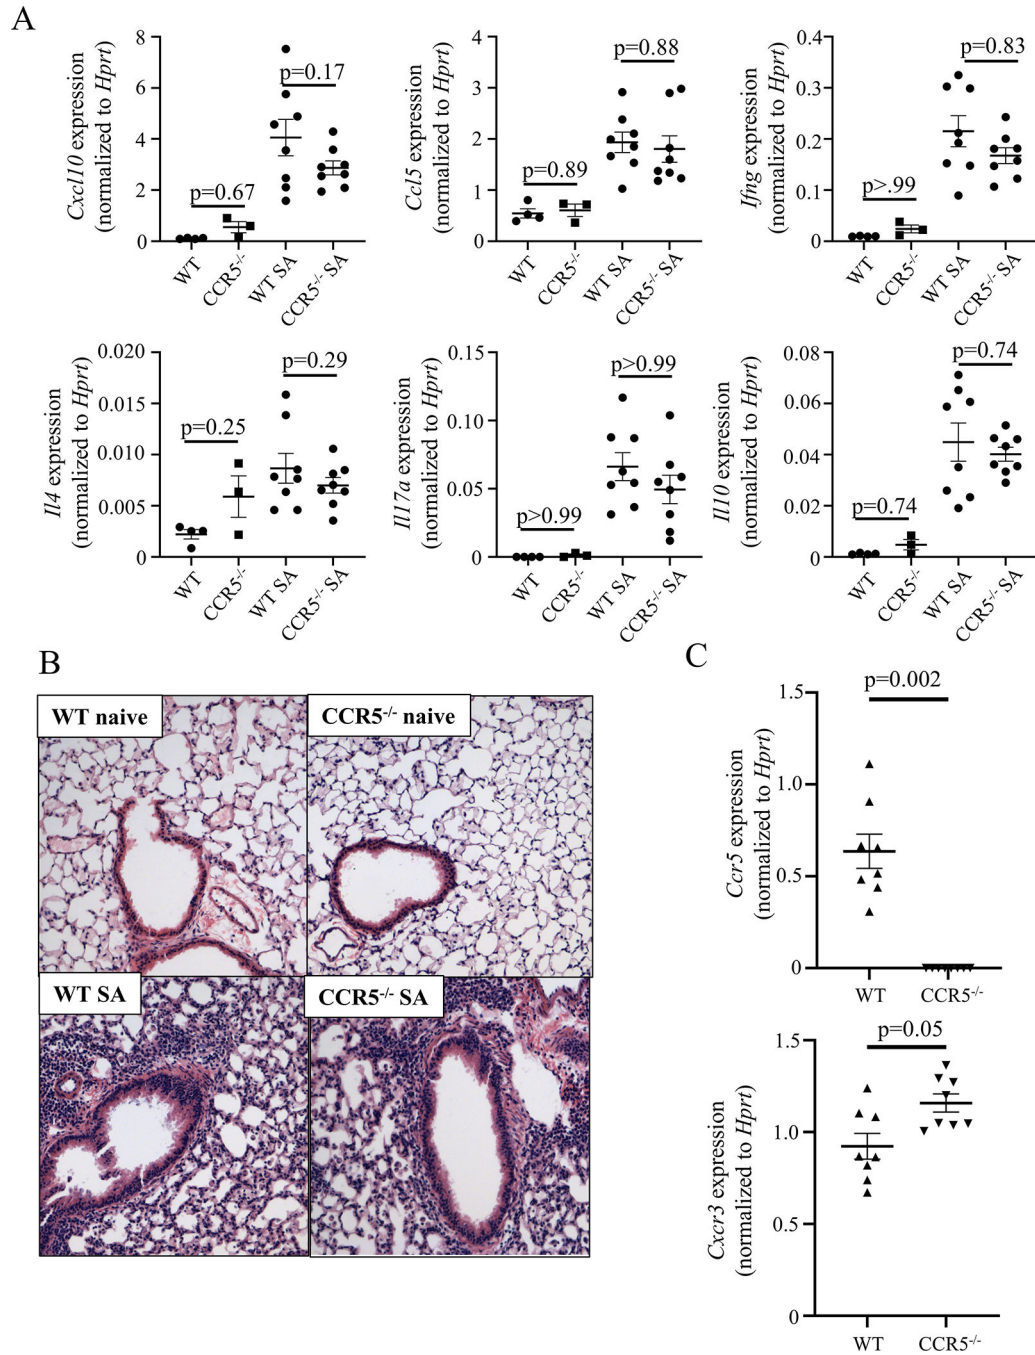 A
Cxcl10 expression
(normalized to Hprt)
8
6
4
2
0
p=0.17
p=0.67
WT
CCR5-/-
WT SA
CCR5-/- SA
Ccl5 expression
(normalized to Hprt)
4
3
2
1
0
p=0.88
p=0.89
WT
CCR5-/-
WT SA
CCR5-/- SA
Ifng expression
(normalized to Hprt)
0.4
0.3
0.2
0.1
0
p=0.83
p>.99
WT
CCR5-/-
WT SA
CCR5-/- SA
Il4 expression
(normalized to Hprt)
0.020
0.015
0.010
0.005
0
p=0.29
p=0.25
WT
CCR5-/
WT SA
CCR5-/- SA
Il17a expression
(normalized to Hprt)
0.15
0.10
0.05
0
p>0.99
p>0.99
WT
CCR5-/-
WT SA
CCR5-/- SA
Il10 expression
(normalized to Hprt)
0.08
0.06
0.04
0.02
0
p=0.74
p=0.74
WT
CCR5-/-
WT SA
CCR5-/- SA
B
WT naive
CCR5-/- naive
WT SA
CCR5-/- SA
C
Ccr5 expression
(normalized to Hprt)
1.5
1.0
0.5
0
p=0.002
WT
CCR5-/-
Cxcr3 expression
(normalized to Hprt)
1.5
1.0
0.5
0
p=0.05
WT
CCR5-/-